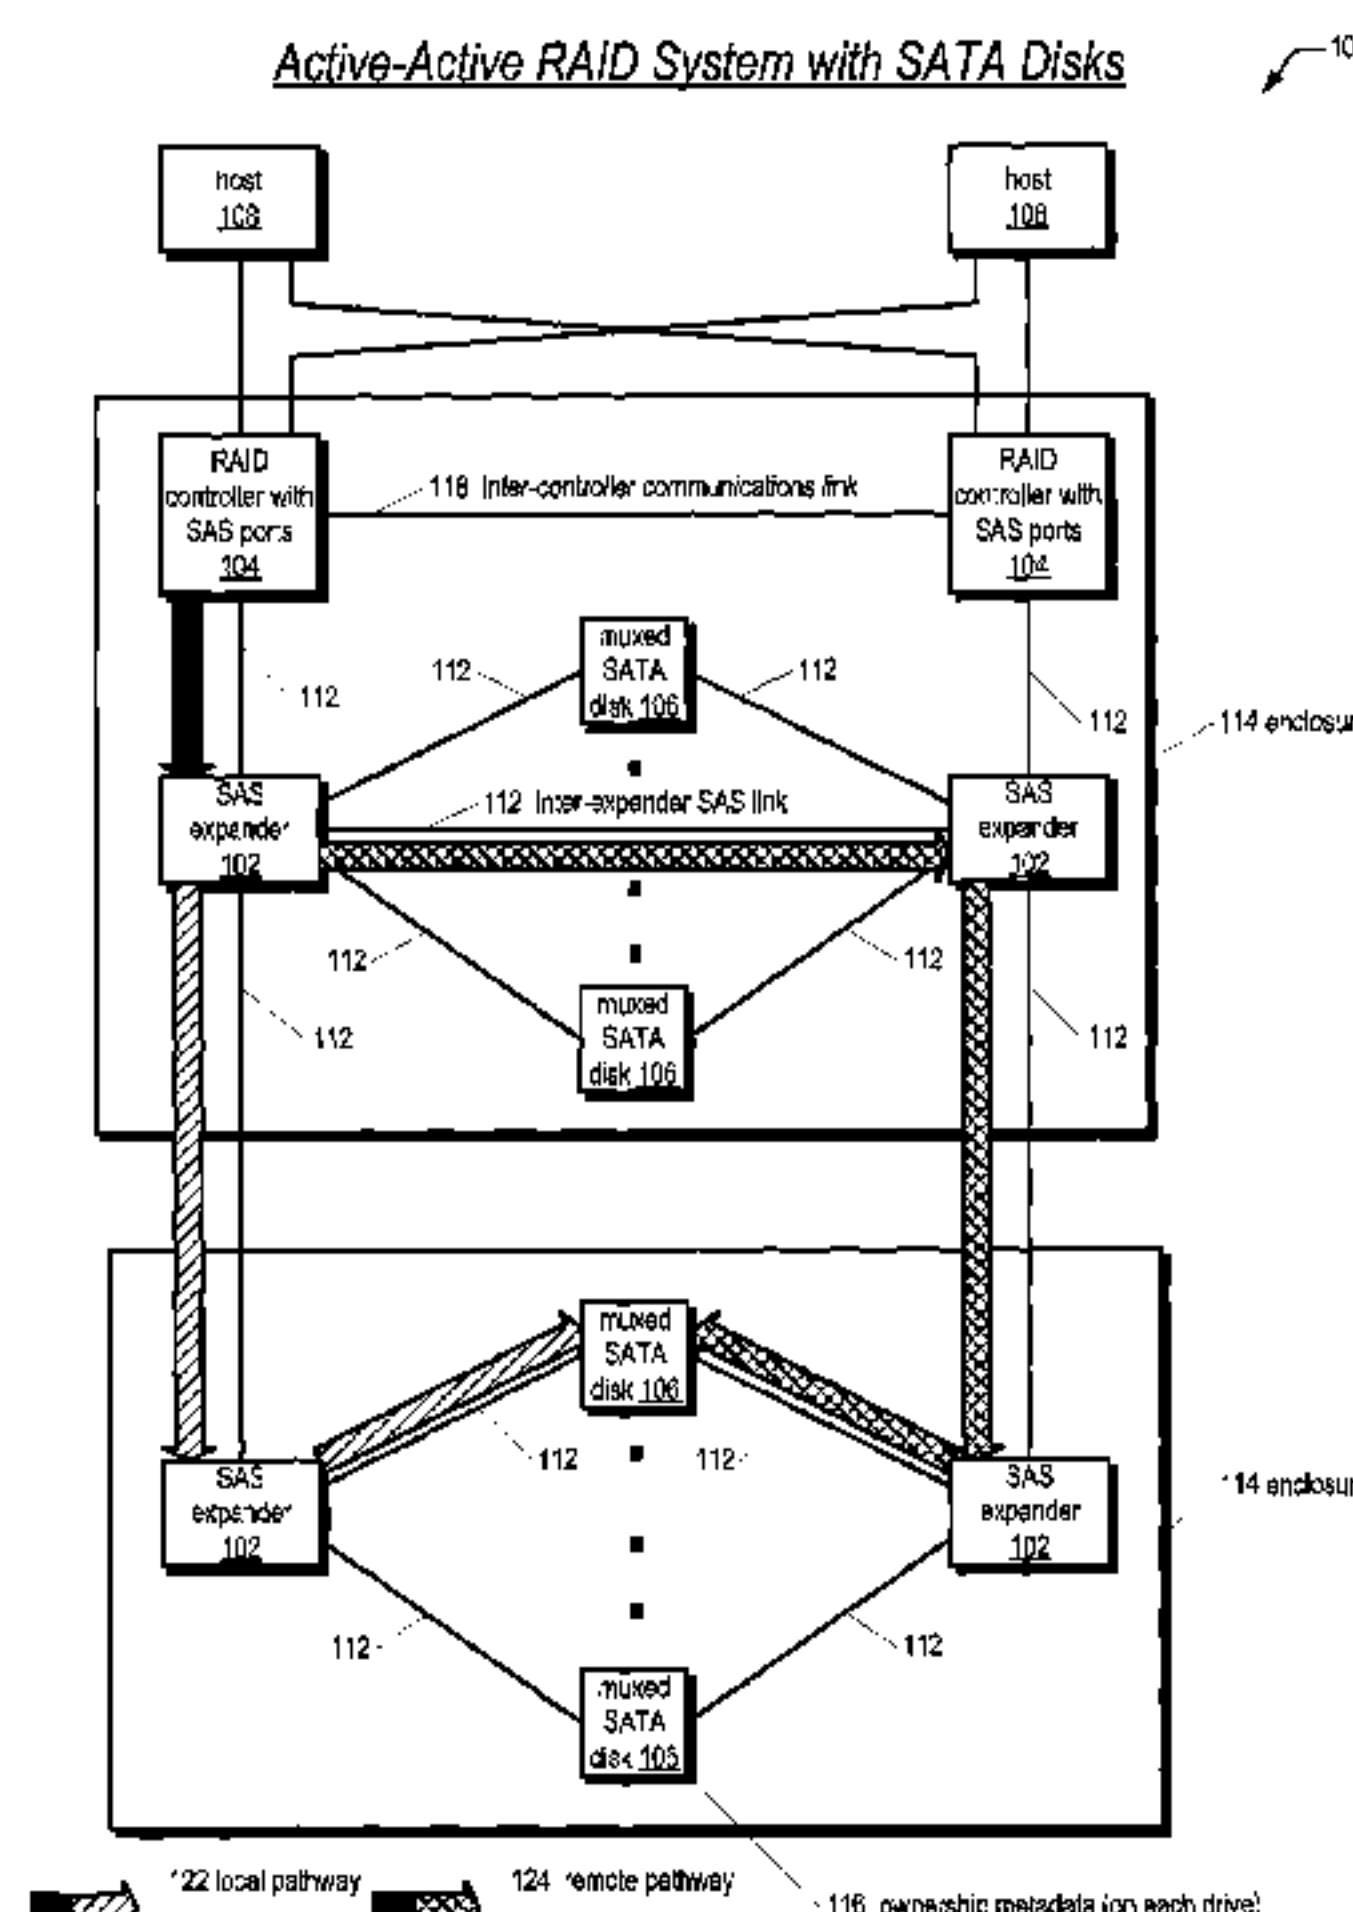 Active-Active RAID System with SATA Disks
10
host
108
host
108
RAID
controller with
SAS ports
104
118 Inter-controller communications link
RAID
controller with
SAS ports
104
muxed
SATA
disk 106
112
112
112
112
114 enclosur
SAS
expander
102
112 Inter-expander SAS link
SAS
expander
102
112
112
muxed
SATA
disk 106
112
112
muxed
SATA
disk 106
112
112
SAS
expander
102
SAS
expander
102
114 enclosur
112
112
muxed
SATA
disk 106
122 local pathway
124 remote pathway
116 ownership metadata (on each drive)